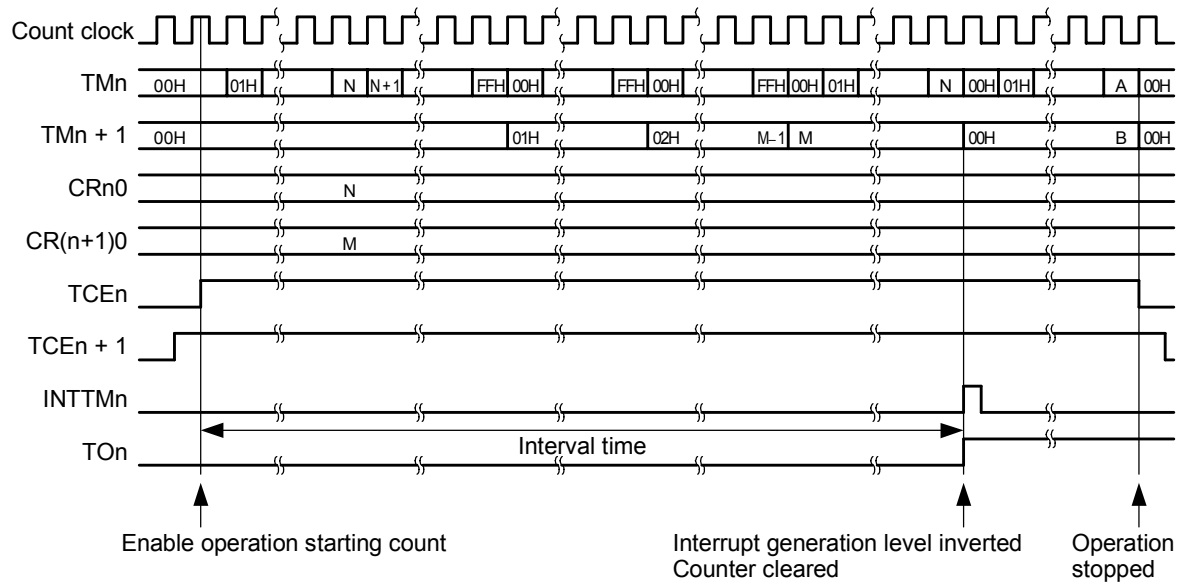 Count clock
TMn 00H 01H N N+1 FFH 00H FFH 00H FFH 00H 01H N 00H 01H A 00H
TMn + 1 00H 01H 02H M–1 M 00H B 00H
CRn0 N
CR(n+1)0 M
TCEn
TCEn + 1
INTTMn
Interval time
TOn
Enable operation starting count
Interrupt generation level inverted
Counter cleared
Operation
stopped